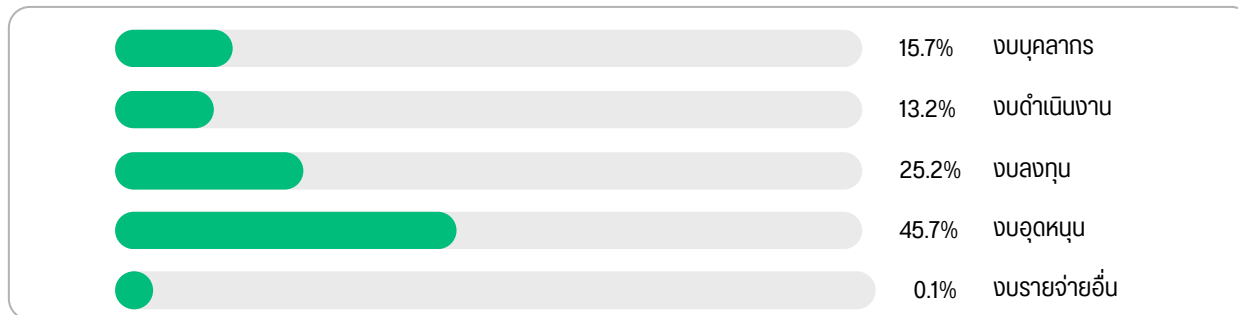 15.7% งบบุคลากร
13.2% งบดำเนินงาน
25.2% งบลงทุน
45.7% งบอุดหนุน
0.1% งบรายจ่ายอื่น